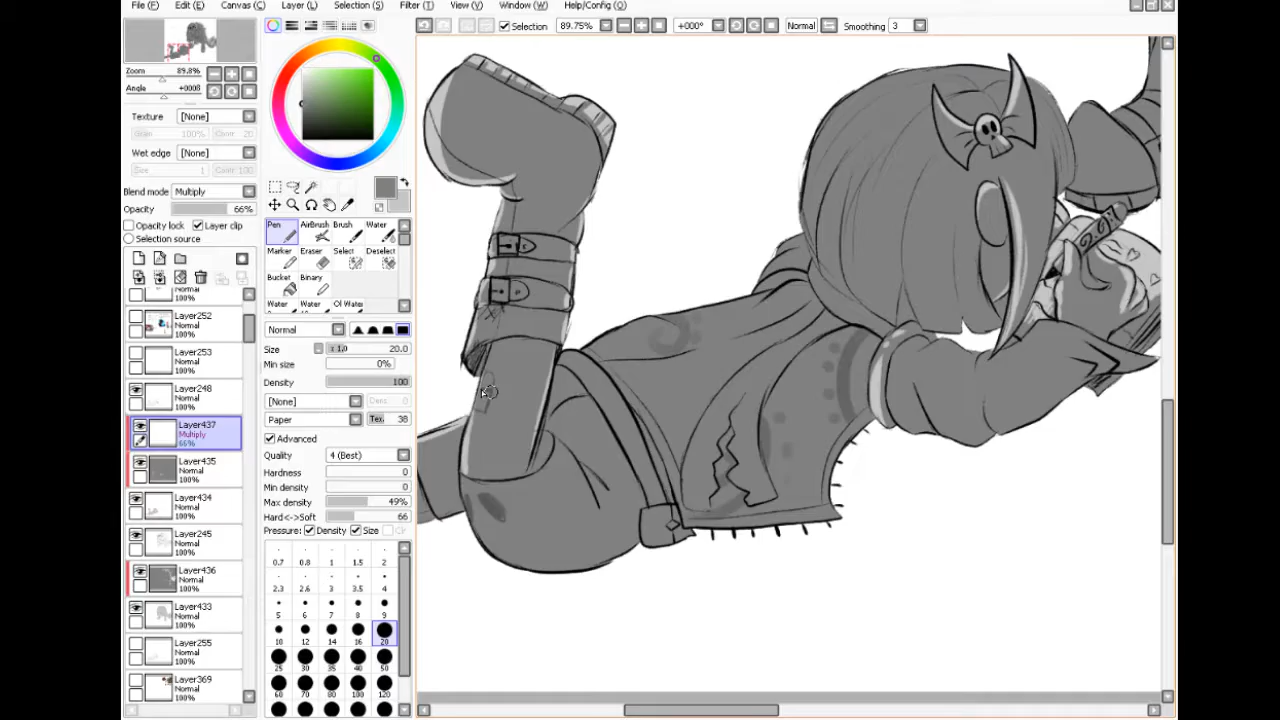 File (F) Edit (E) Canvas (C) Layer (L) Selection (S) Filter (T) View (V) Window (W) Help/Config (O)
Selection 89.75% +000° Normal Smoothing 3
Zoom 89.8%
Angle +000θ
Texture [None]
100%
Wet edge [None]
Size 1
Blend mode Multiply
Opacity 66%
Opacity lock Layer clip
Selection source
100%
Layer252
Normal
100%
Layer253
Normal
100%
Layer248
Normal
100%
Layer437
Multiply
66%
Layer435
Normal
100%
Layer434
Normal
100%
Layer245
Normal
100%
Layer436
Normal
100%
Layer433
Normal
100%
Layer255
Normal
100%
Layer369
Normal
100%
Pen AirBrush Brush Water
Marker Eraser Select Deselect
Bucket Binary
Water Water Ol Water
Normal
Size x 1.0 20.0
Min size 0%
Density 100
[None]
Paper Tex. 38
Advanced
Quality 4 (Best)
Hardness 0
Min density 0
Max density 49%
Hard<->Soft 66
Pressure: Density Size
0.7 0.8 1 1.5 2
2.3 2.6 3 3.5 4
5 6 7 8 9
10 12 14 16 20
25 30 35 40 50
60 70 80 100 120